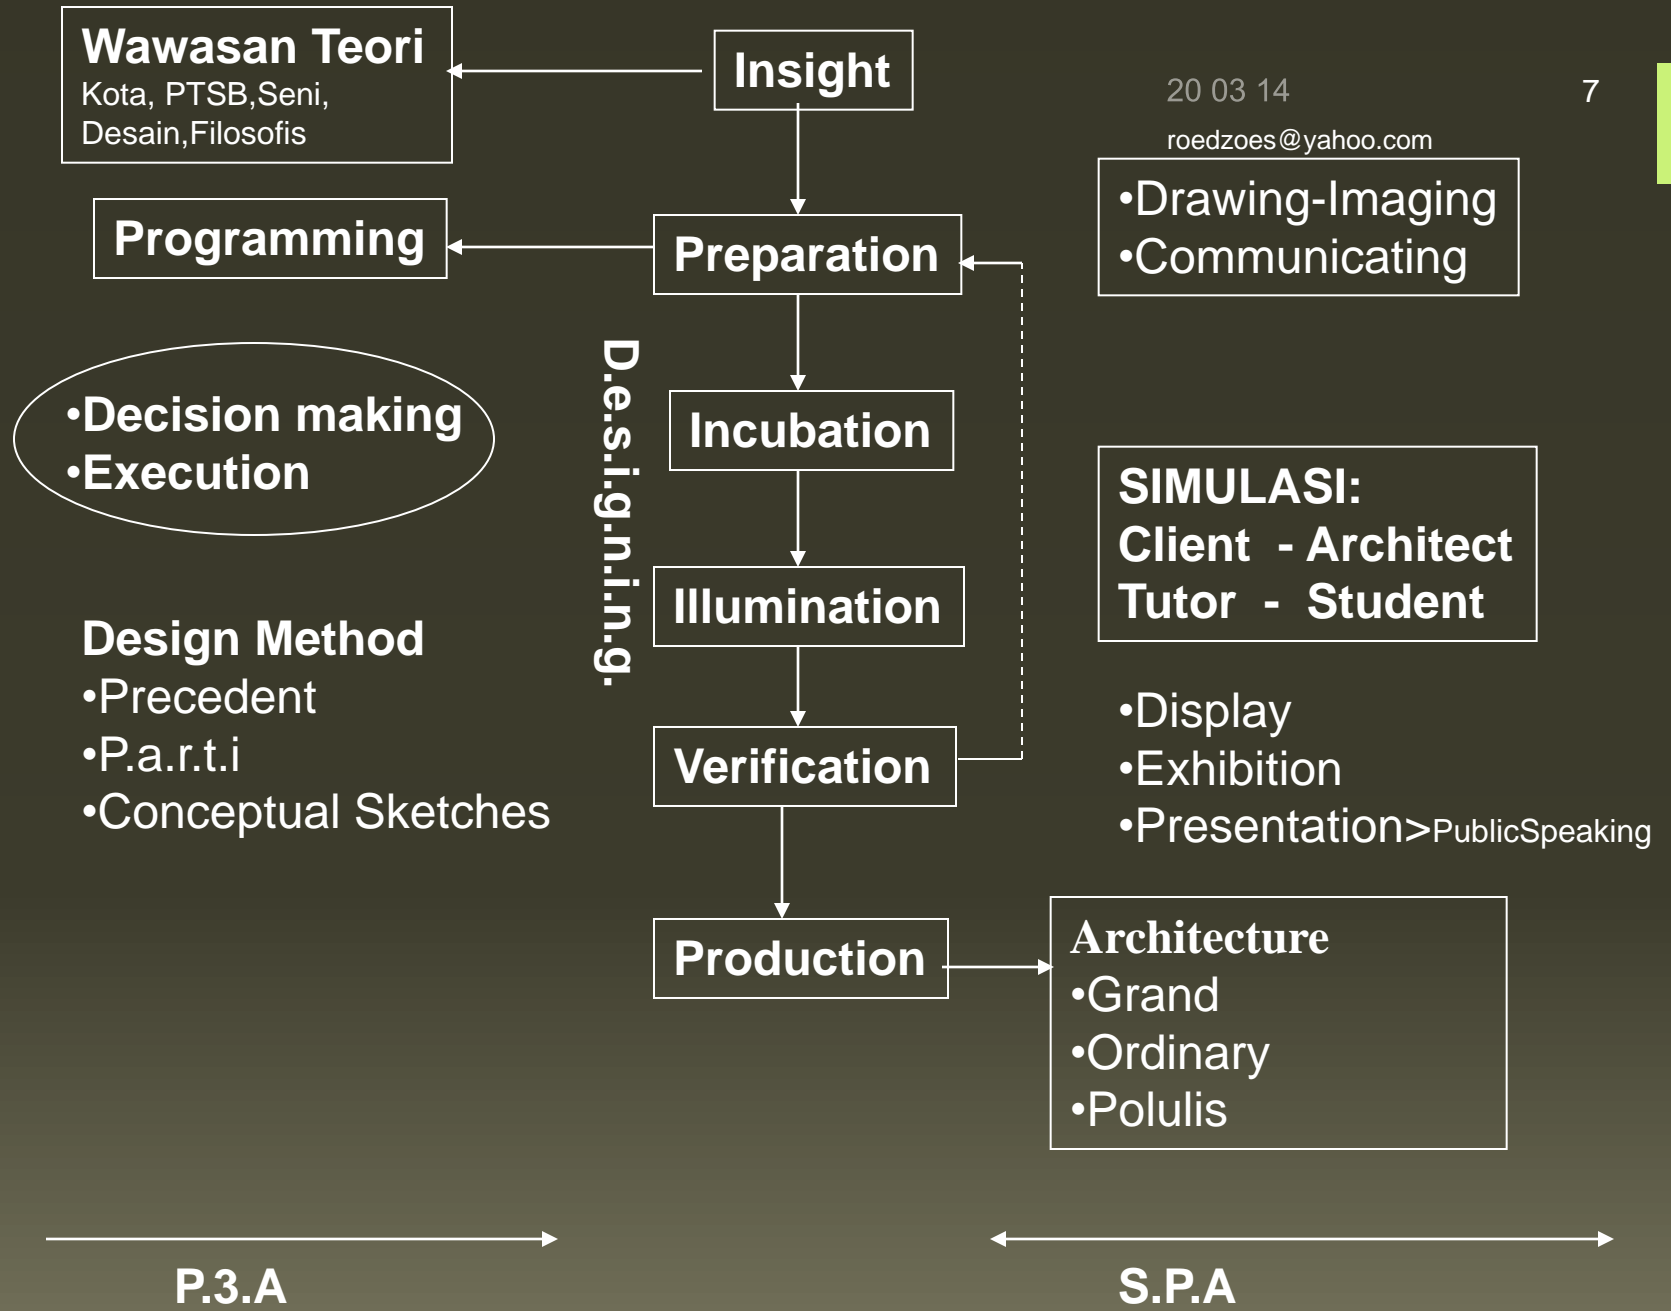 Wawasan Teori
Kota, PTSB,Seni,
Desain,Filosofis
Insight
20 03 14
7
roedzoes@yahoo.com
Programming
Preparation
•Drawing-Imaging
•Communicating
•Decision making
•Execution
D.e.s.i.g.n.i.n.g.
Incubation
SIMULASI:
Client - Architect
Tutor - Student
Illumination
Design Method
•Precedent
•P.a.r.t.i
•Conceptual Sketches
Verification
•Display
•Exhibition
•Presentation>PublicSpeaking
Production
Architecture
•Grand
•Ordinary
•Polulis
P.3.A
S.P.A